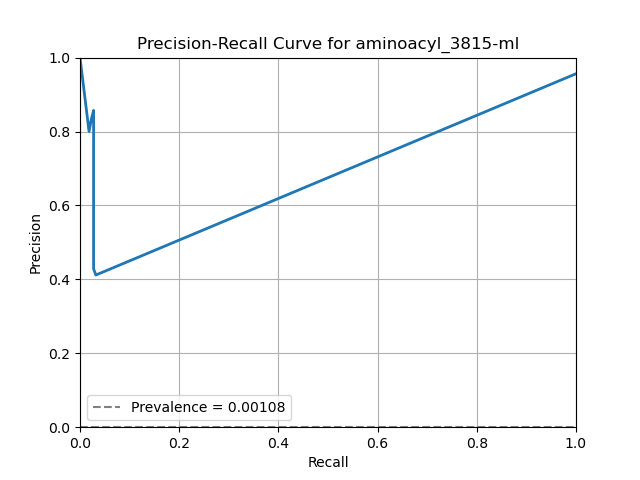 Precision-Recall Curve for aminoacyl_3815-ml
1.0
0.8
0.6
0.4
0.2
0.0
Precision
Prevalence = 0.00108
0.0 0.2 0.4 0.6 0.8 1.0
Recall